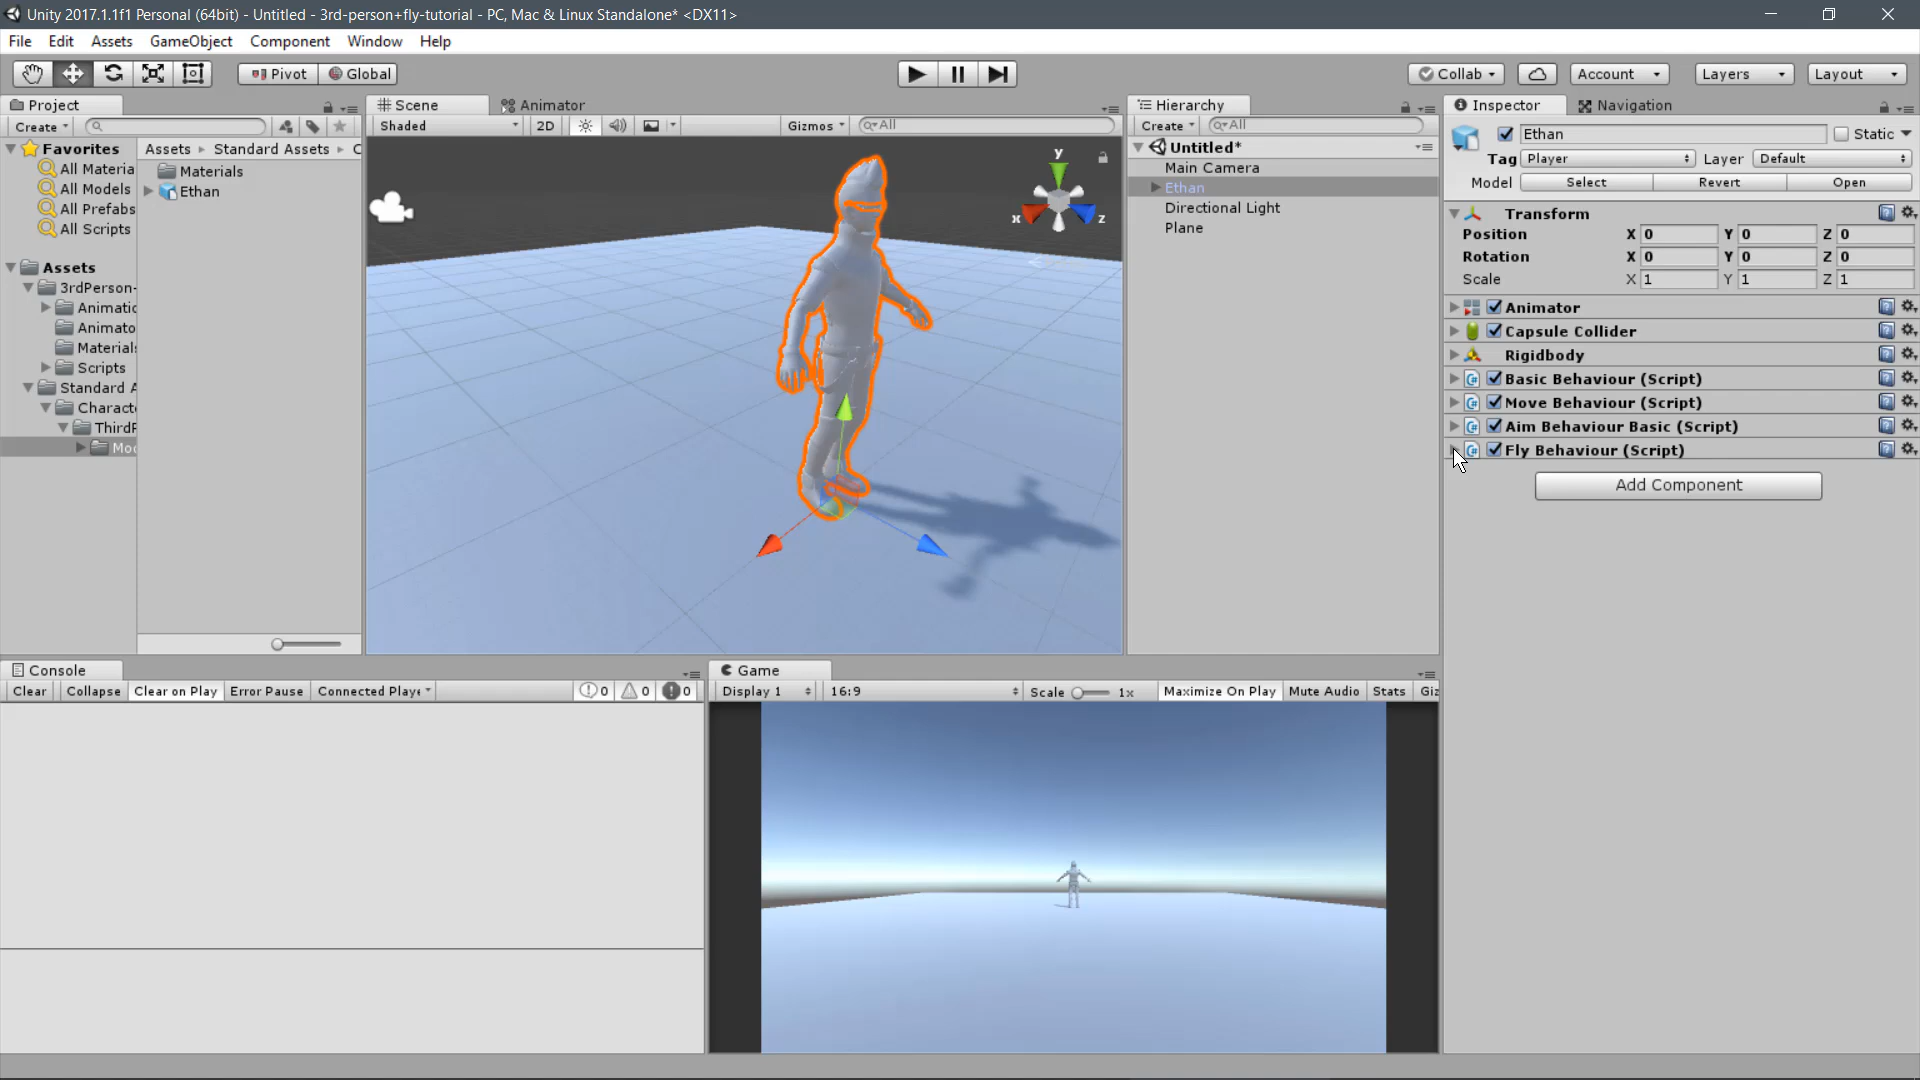 Unity 2017.1.1f1 Personal (64bit) - Untitled - 3rd-person+fly-tutorial - PC, Mac & Linux Standalone* <DX11>
File Edit Assets GameObject Component Window Help
Pivot Global Collab Account Layers Layout
Project
Create
Favorites
All Materia
All Models
All Prefabs
All Scripts
Assets
3rdPerson-
Animatic
Animato
Materials
Scripts
Standard A
Characte
ThirdP
Moc
Assets Standard Assets C
Materials
Ethan
Scene Animator
Shaded 2D Gizmos All
y
x z
Hierarchy
Create All
Untitled*
Main Camera
Ethan
Directional Light
Plane
Inspector Navigation
Ethan Static
Tag Player Layer Default
Model Select Revert Open
Transform
Position X 0 Y 0 Z 0
Rotation X 0 Y 0 Z 0
Scale X 1 Y 1 Z 1
Animator
Capsule Collider
Rigidbody
Basic Behaviour (Script)
Move Behaviour (Script)
Aim Behaviour Basic (Script)
Fly Behaviour (Script)
Add Component
Console
Clear Collapse Clear on Play Error Pause Connected Playe 0 0 0
Game
Display 1 16:9 Scale 1x Maximize On Play Mute Audio Stats Giz